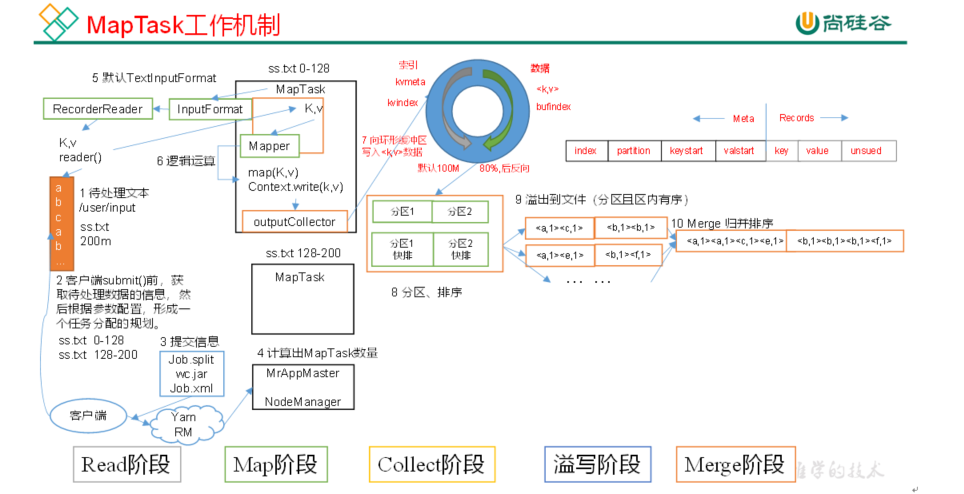 MapTask工作机制
尚硅谷
ss.txt 0-128
5 默认TextInputFormat
MapTask
RecorderReader
InputFormat
K,v
K,v
reader()
Mapper
6 逻辑运算
map(K,v)
Context.write(k,v)
outputCollector
索引
kvmeta
kvindex
数据
<k,v>
bufindex
7 向环形缓冲区
写入<k,v>数据
默认100M
80%,后反向
Meta
Records
index
partition
keystart
valstart
key
value
unsued
a
b
c
a
b
...
1 待处理文本
/user/input
ss.txt
200m
分区1
分区2
分区1
快排
分区2
快排
8 分区、排序
9 溢出到文件（分区且区内有序）
<a,1><c,1>
<b,1><b,1>
<a,1><e,1>
<b,1><f,1>
... ...
10 Merge 归并排序
<a,1><a,1><c,1><e,1>
<b,1><b,1><b,1><f,1>
ss.txt 128-200
MapTask
2 客户端submit()前，获
取待处理数据的信息，然
后根据参数配置，形成一
个任务分配的规划。
ss.txt 0-128
ss.txt 128-200
3 提交信息
Job.split
wc.jar
Job.xml
4 计算出MapTask数量
MrAppMaster
NodeManager
客户端
Yarn
RM
Read阶段
Map阶段
Collect阶段
溢写阶段
Merge阶段
学的技术